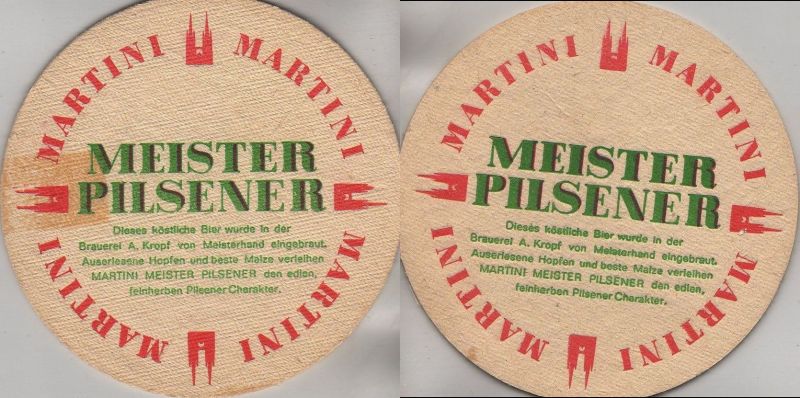 MARTINI MARTINI
MEISTER
PILSENER
Dieses köstliche Bier wurde in der
Brauerei A. Kropf von Meisterhand eingebraut.
Auserlesene Hopfen und beste Malze verleihen
MARTINI MEISTER PILSENER den edlen,
feinherben Pilsener Charakter.
MARTINI MARTINI
MARTINI MARTINI
MEISTER
PILSENER
Dieses köstliche Bier wurde in der
Brauerei A. Kropf von Meisterhand eingebraut.
Auserlesene Hopfen und beste Malze verleihen
MARTINI MEISTER PILSENER den edlen,
feinherben Pilsener Charakter.
MARTINI MARTINI